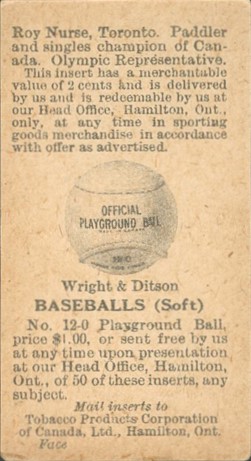 Roy Nurse, Toronto. Paddler
and singles champion of Can-
ada. Olympic Representative.
This insert has a merchantable
value of 2 cents and is delivered
by us and is redeemable by us at
our Head Office, Hamilton, Ont.,
only, at any time in sporting
goods merchandise in accordance
with offer as advertised.
OFFICIAL
PLAYGROUND BALL
12-0
Wright & Ditson
BASEBALLS (Soft)
No. 12-0 Playground Ball,
price $1.00, or sent free by us
at any time upon presentation
at our Head Office, Hamilton,
Ont., of 50 of these inserts, any
subject.
Mail inserts to
Tobacco Products Corporation
of Canada, Ltd., Hamilton, Ont.
Face